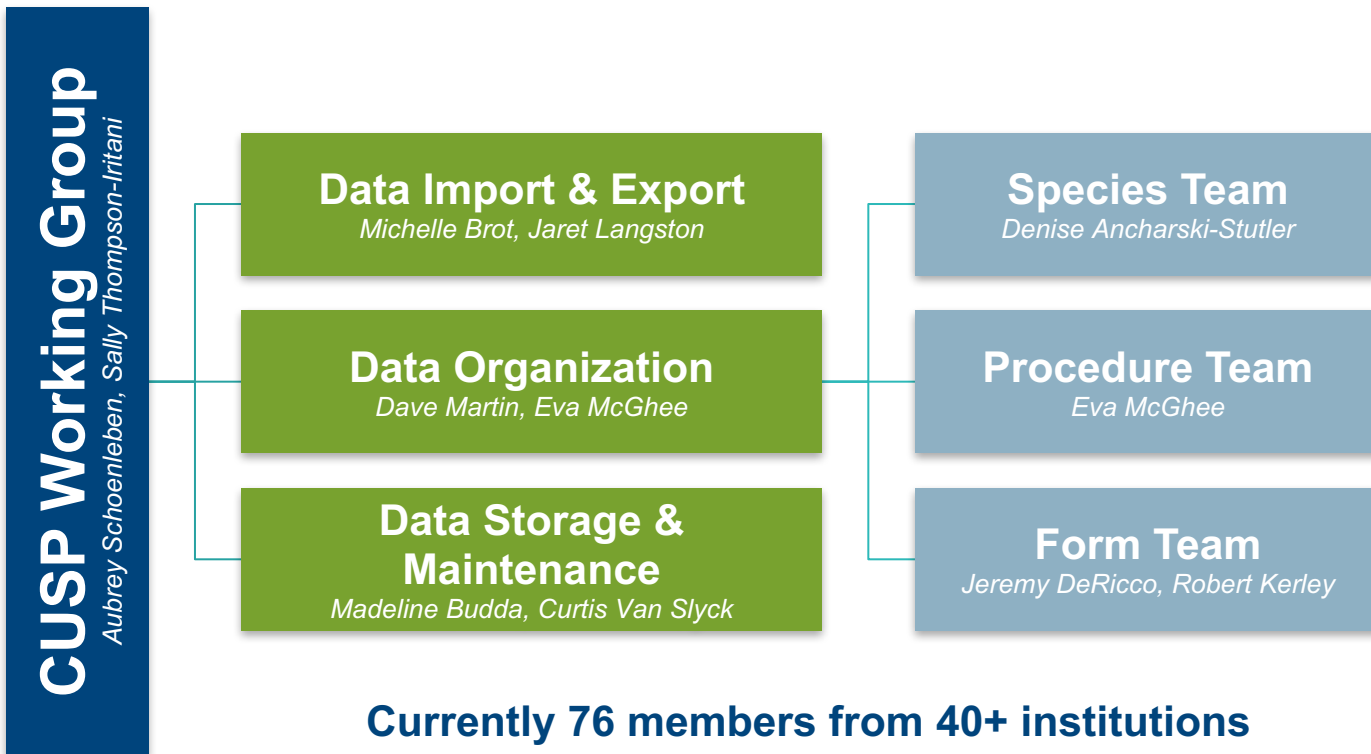 CUSP Working Group
Aubrey Schoenleben, Sally Thompson-Iritani
Data Import & Export
Michelle Brot, Jaret Langston
Data Organization
Dave Martin, Eva McGhee
Data Storage &
Maintenance
Madeline Budda, Curtis Van Slyck
Species Team
Denise Ancharski-Stutler
Procedure Team
Eva McGhee
Form Team
Jeremy DeRicco, Robert Kerley
Currently 76 members from 40+ institutions